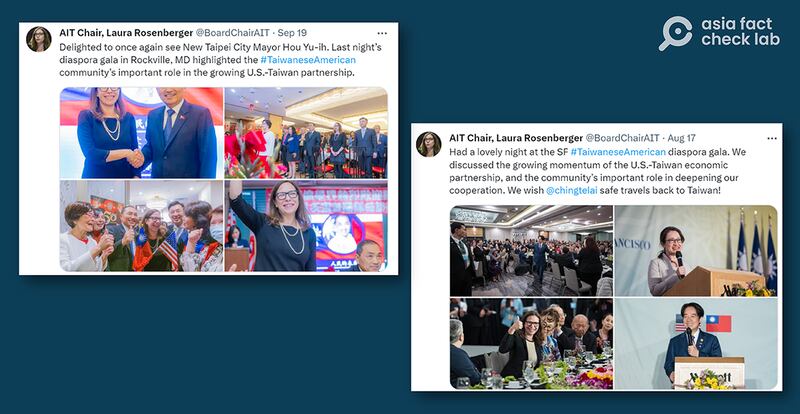 asia fact
check lab
AIT Chair, Laura Rosenberger @BoardChairAIT · Sep 19
Delighted to once again see New Taipei City Mayor Hou Yu-ih. Last night's
diaspora gala in Rockville, MD highlighted the #TaiwaneseAmerican
community's important role in the growing U.S.-Taiwan partnership.
AIT Chair, Laura Rosenberger @BoardChairAIT · Aug 17
Had a lovely night at the SF #TaiwaneseAmerican diaspora gala. We
discussed the growing momentum of the U.S.-Taiwan economic
partnership, and the community's important role in deepening our
cooperation. We wish @chingtelai safe travels back to Taiwan!